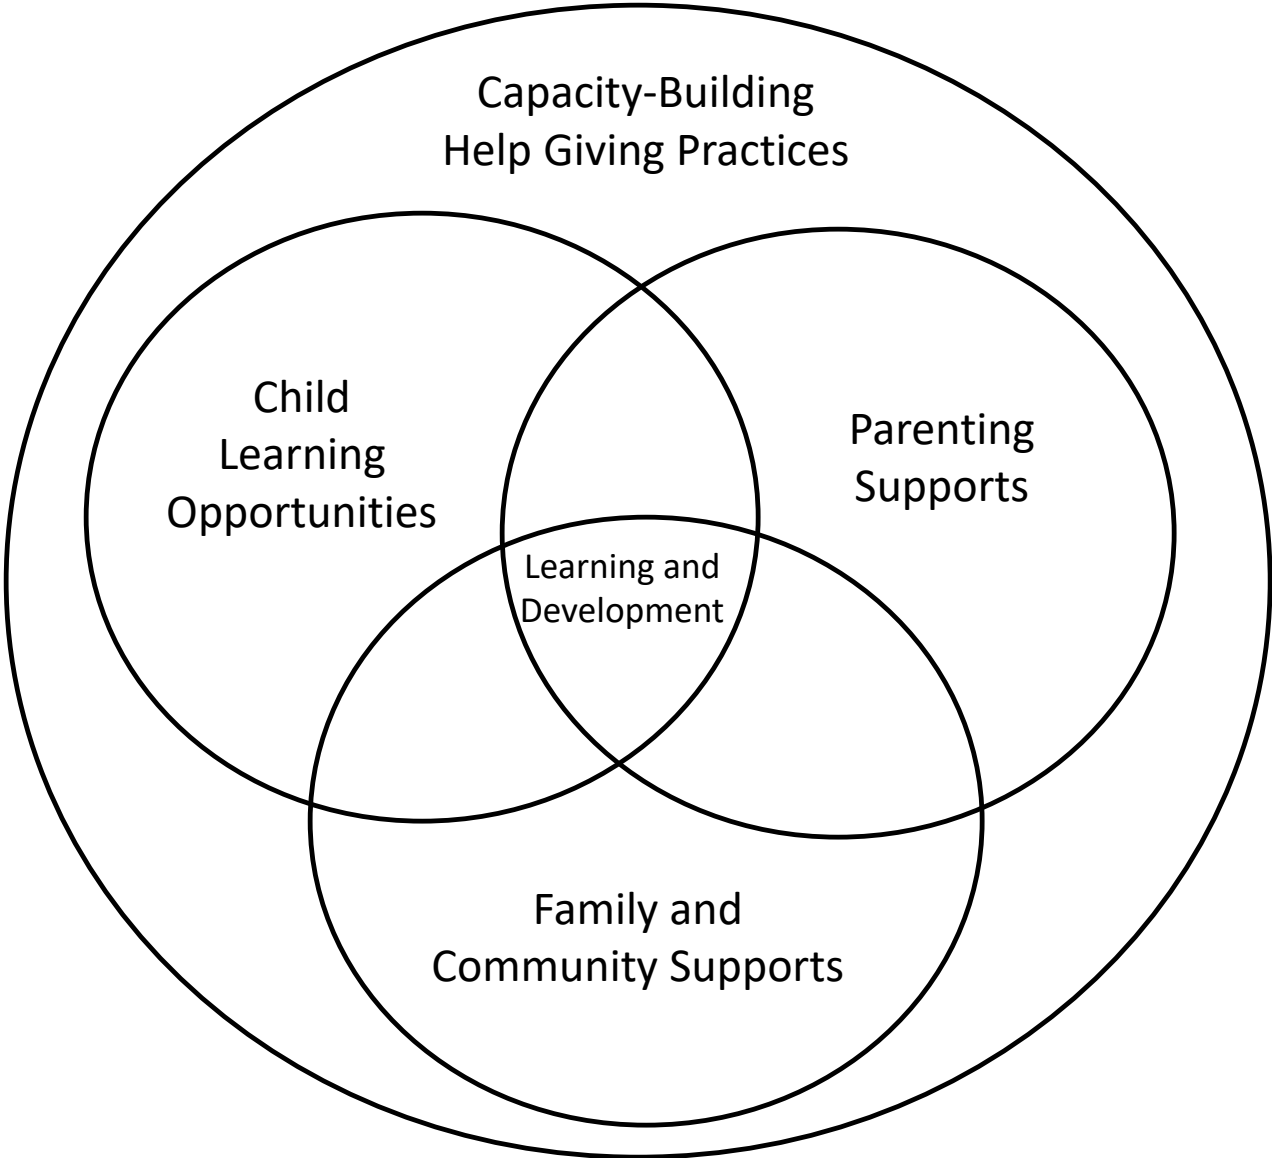 Capacity-Building
Help Giving Practices
Child
Learning
Opportunities
Parenting
Supports
Learning and
Development
Family and
Community Supports